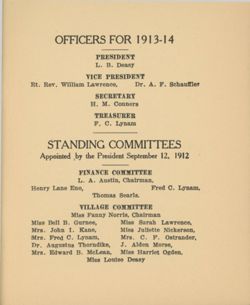 OFFICERS FOR 1913-14
PRESIDENT
L. B. Deasy
VICE PRESIDENT
Rt. Rev. William Lawrence, Dr. A. F. Schauffler
SECRETARY
H. M. Conners
TREASURER
F. C. Lynam
STANDING COMMITTEES
Appointed by the President September 12, 1912
FINANCE COMMITTEE
L. A. Austin, Chairman,
Henry Lane Eno, Fred C. Lynam,
Thomas Searls.
VILLAGE COMMITTEE
Miss Fanny Norris, Chairman
Miss Bell B. Gurnee, Miss Sarah Lawrence,
Mrs. John I. Kane, Miss Juliette Nickerson,
Mrs. Fred C. Lynam, Mrs. C. F. Ostrander,
Dr. Augustus Thorndike, J. Alden Morse,
Mrs. Edward B. McLean, Miss Harriet Ogden,
Miss Louise Deasy